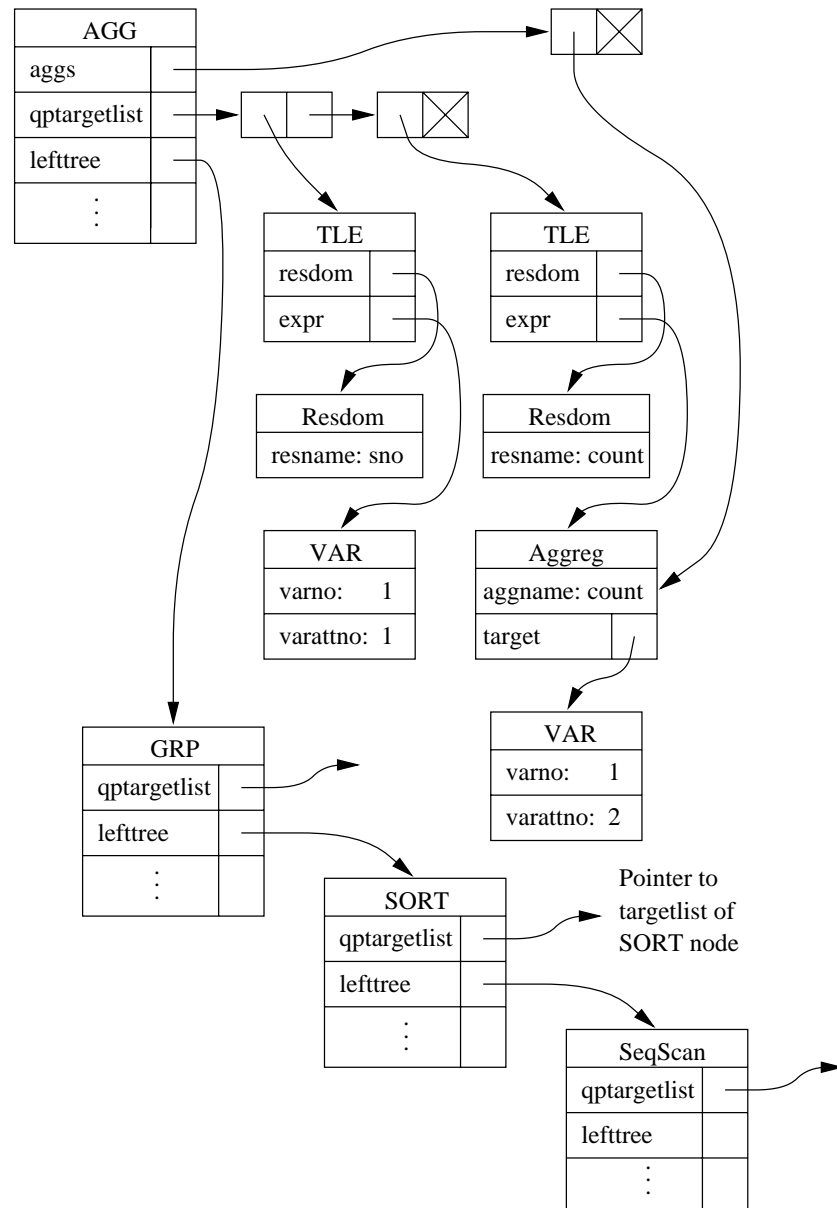 AGG
aggs
qptargetlist
lefttree
TLE
resdom
expr
TLE
resdom
expr
Resdom
resname: sno
Resdom
resname: count
VAR
varno: 1
varattno: 1
Aggreg
aggname: count
target
VAR
varno: 1
varattno: 2
GRP
qptargetlist
lefttree
SORT
qptargetlist
lefttree
Pointer to
targetlist of
SORT node
SeqScan
qptargetlist
lefttree